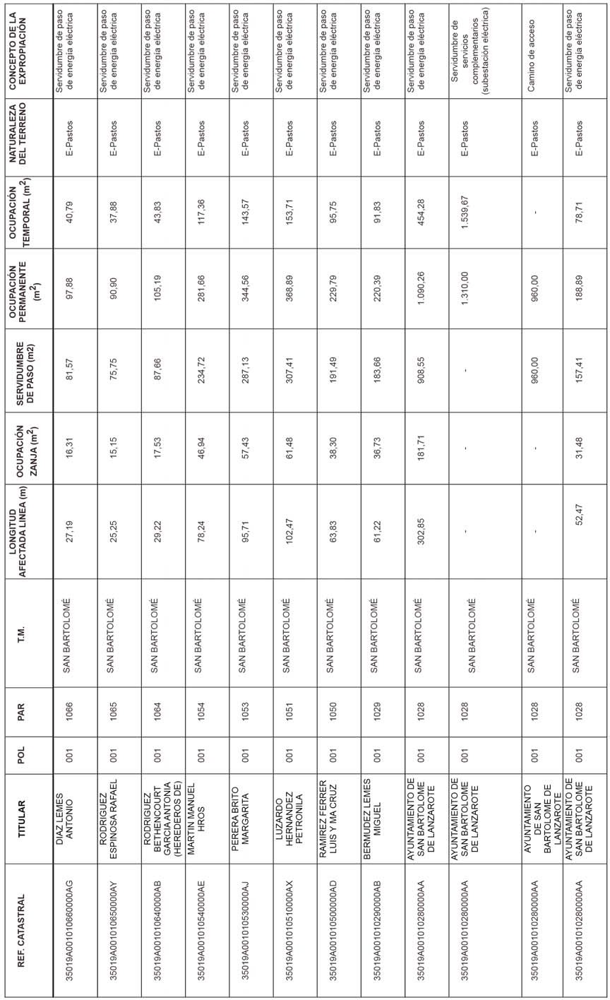 REF. CATASTRAL
TITULAR
POL
PAR
T.M.
LONGITUD
AFECTADA LINEA (m)
OCUPACIÓN
ZANJA (m2)
SERVIDUMBRE
DE PASO (m2)
OCUPACIÓN
PERMANENTE
(m2)
OCUPACIÓN
TEMPORAL (m2)
NATURALEZA
DEL TERRENO
CONCEPTO DE LA
EXPROPIACIÓN
35019A001010660000AG
DIAZ LEMES
ANTONIO
001
1066
SAN BARTOLOMÉ
27,19
16,31
81,57
97,88
40,79
E-Pastos
Servidumbre de paso
de energía eléctrica
35019A001010650000AY
RODRIGUEZ
ESPINOSA RAFAEL
001
1065
SAN BARTOLOMÉ
25,25
15,15
75,75
90,90
37,88
E-Pastos
Servidumbre de paso
de energía eléctrica
35019A001010640000AB
RODRIGUEZ
BETHENCOURT
GARCIA ANTONIA
(HEREDEROS DE)
001
1064
SAN BARTOLOMÉ
29,22
17,53
87,66
105,19
43,83
E-Pastos
Servidumbre de paso
de energía eléctrica
35019A001010540000AE
MARTIN MANUEL
HROS
001
1054
SAN BARTOLOMÉ
78,24
46,94
234,72
281,66
117,36
E-Pastos
Servidumbre de paso
de energía eléctrica
35019A001010530000AJ
PERERA BRITO
MARGARITA
001
1053
SAN BARTOLOMÉ
95,71
57,43
287,13
344,56
143,57
E-Pastos
Servidumbre de paso
de energía eléctrica
35019A001010510000AX
LUZARDO
HERNANDEZ
PETRONILA
001
1051
SAN BARTOLOMÉ
102,47
61,48
307,41
368,89
153,71
E-Pastos
Servidumbre de paso
de energía eléctrica
35019A001010500000AD
RAMIREZ FERRER
LUIS Y MA CRUZ
001
1050
SAN BARTOLOMÉ
63,83
38,30
191,49
229,79
95,75
E-Pastos
Servidumbre de paso
de energía eléctrica
35019A001010290000AB
BERMUDEZ LEMES
MIGUEL
001
1029
SAN BARTOLOMÉ
61,22
36,73
183,66
220,39
91,83
E-Pastos
Servidumbre de paso
de energía eléctrica
35019A001010280000AA
AYUNTAMIENTO DE
SAN BARTOLOME
DE LANZAROTE
001
1028
SAN BARTOLOMÉ
302,85
181,71
908,55
1.090,26
454,28
E-Pastos
Servidumbre de paso
de energía eléctrica
35019A001010280000AA
AYUNTAMIENTO DE
SAN BARTOLOME
DE LANZAROTE
001
1028
SAN BARTOLOMÉ
-
-
-
1.310,00
1.539,67
E-Pastos
Servidumbre de
servicios
complementarios
(subestación eléctrica)
35019A001010280000AA
AYUNTAMIENTO
DE SAN
BARTOLOME DE
LANZAROTE
001
1028
SAN BARTOLOMÉ
-
-
960,00
960,00
-
E-Pastos
Camino de acceso
35019A001010280000AA
AYUNTAMIENTO DE
SAN BARTOLOME
DE LANZAROTE
001
1028
SAN BARTOLOMÉ
52,47
31,48
157,41
188,89
78,71
E-Pastos
Servidumbre de paso
de energía eléctrica